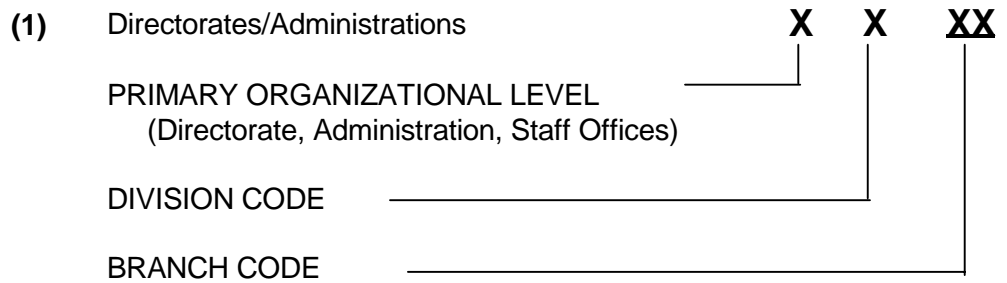 (1) Directorates/Administrations X X XX
PRIMARY ORGANIZATIONAL LEVEL
(Directorate, Administration, Staff Offices)
DIVISION CODE
BRANCH CODE